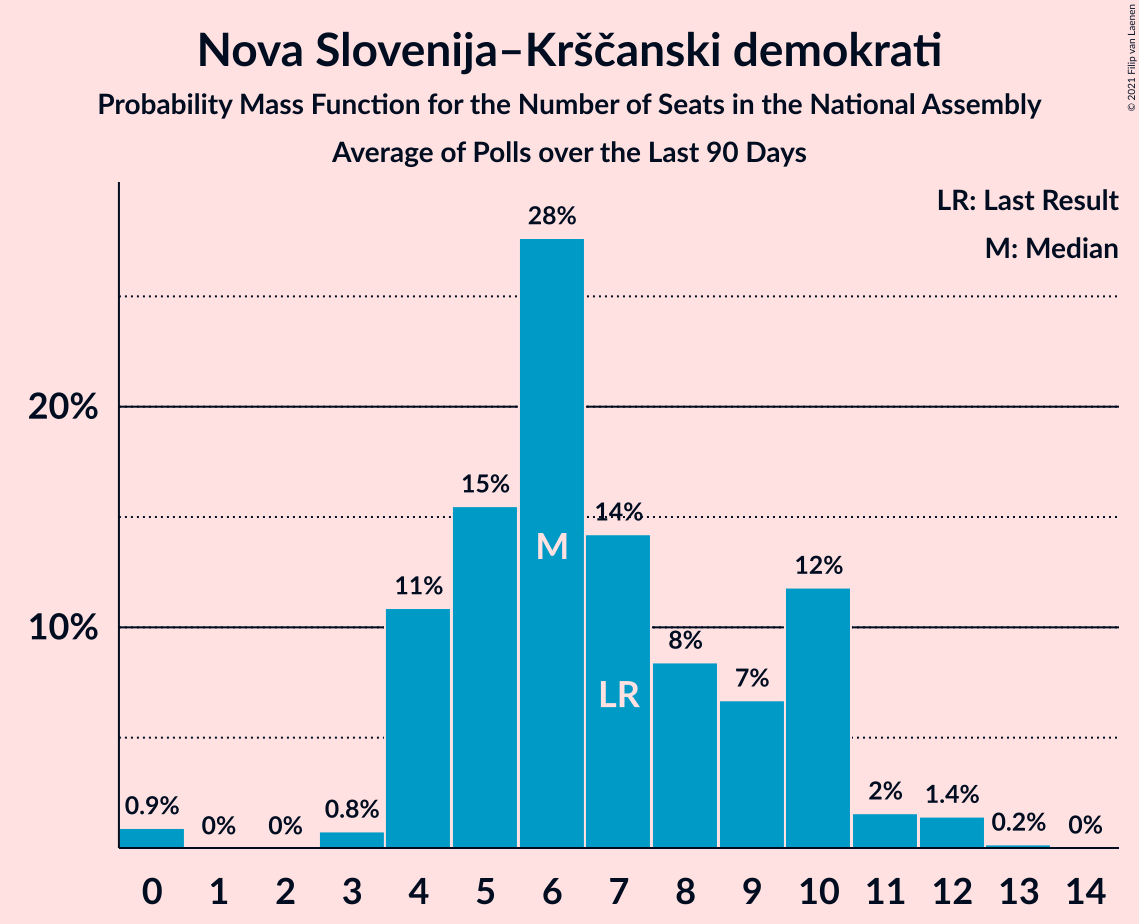 Nova Slovenija–Krščanski demokrati
Probability Mass Function for the Number of Seats in the National Assembly
Average of Polls over the Last 90 Days
© 2021 Filip van Laenen
LR: Last Result
M: Median
20%
10%
0.9%
0%
0%
0.8%
11%
15%
28%
14%
8%
7%
12%
2%
1.4%
0.2%
0%
M
LR
0 1 2 3 4 5 6 7 8 9 10 11 12 13 14